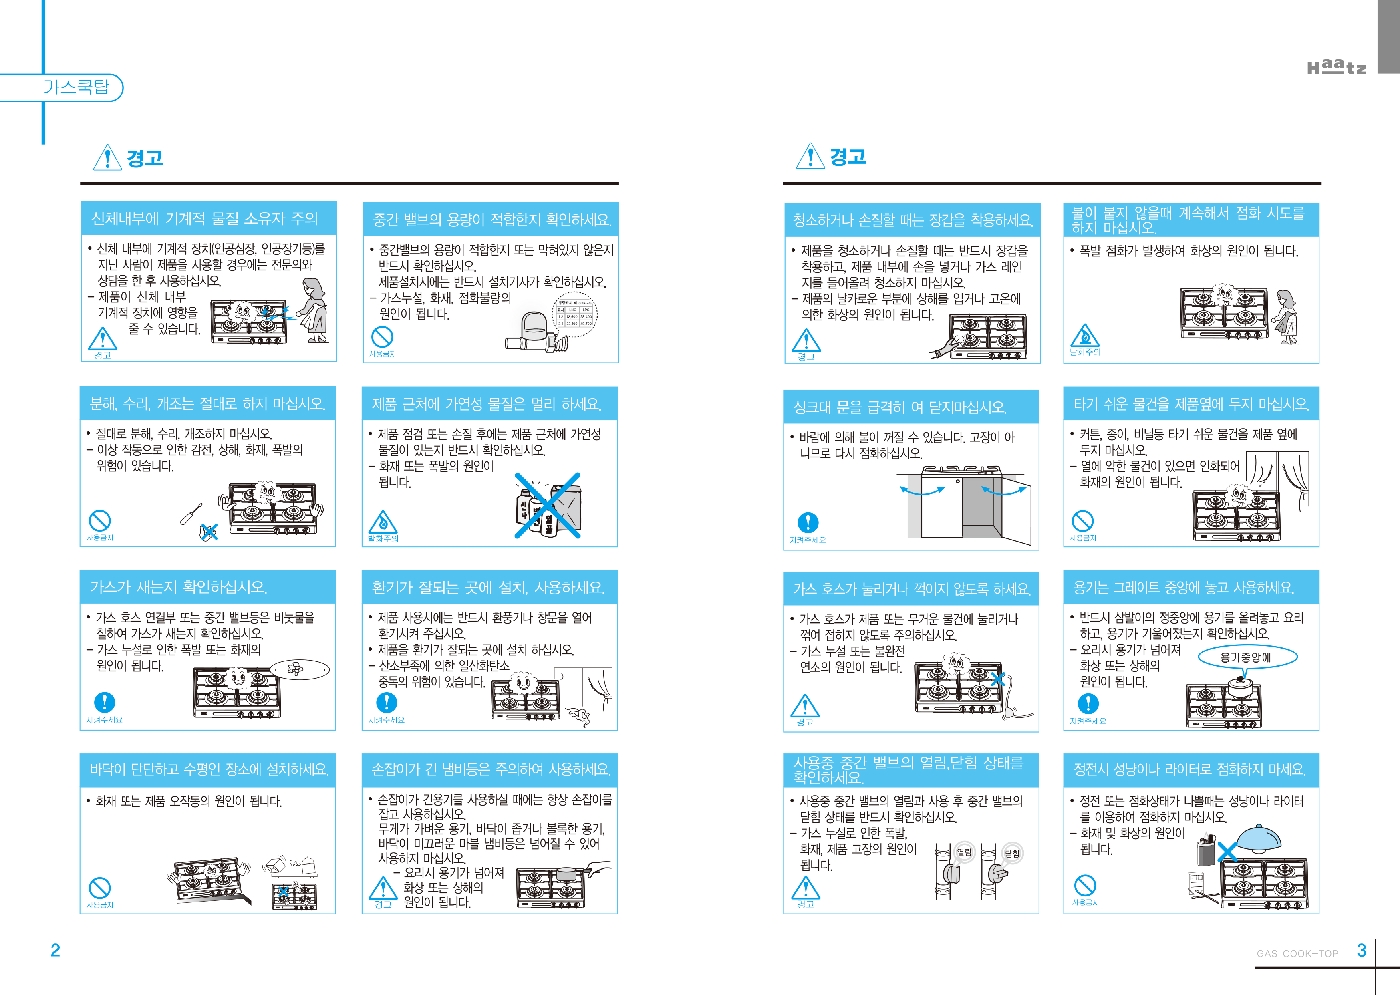 가스쿡탑
Haatz
경고
신체내부에 기계적 물질 소유자 주의
• 신체 내부에 기계적 장치(인공심장, 인공장기등)를
지닌 사람이 제품을 사용할 경우에는 전문의와
상담을 한 후 사용하십시오.
– 제품이 신체 내부
기계적 장치에 영향을
줄 수 있습니다.
경고
중간 밸브의 용량이 적합한지 확인하세요.
• 중간밸브의 용량이 적합한지 또는 막혀있지 않은지
반드시 확인하십시오.
제품설치시에는 반드시 설치기사가 확인하십시오.
– 가스누설, 화재, 점화불량의
원인이 됩니다.
사용금지
분해, 수리, 개조는 절대로 하지 마십시오.
• 절대로 분해, 수리, 개조하지 마십시오.
– 이상 작동으로 인한 감전, 상해, 화재, 폭발의
위험이 있습니다.
사용금지
제품 근처에 가연성 물질은 멀리 하세요.
• 제품 점검 또는 손질 후에는 제품 근처에 가연성
물질이 있는지 반드시 확인하십시오.
– 화재 또는 폭발의 원인이
됩니다.
발화주의
가스가 새는지 확인하십시오.
• 가스 호스 연결부 또는 중간 밸브등은 비눗물을
칠하여 가스가 새는지 확인하십시오.
– 가스 누설로 인한 폭발 또는 화재의
원인이 됩니다.
지켜주세요
환기가 잘되는 곳에 설치, 사용하세요.
• 제품 사용시에는 반드시 환풍기나 창문을 열어
환기시켜 주십시오.
• 제품을 환기가 잘되는 곳에 설치 하십시오.
– 산소부족에 의한 일산화탄소
중독의 위험이 있습니다.
지켜주세요
바닥이 단단하고 수평인 장소에 설치하세요.
• 화재 또는 제품 오작동의 원인이 됩니다.
사용금지
손잡이가 긴 냄비등은 주의하여 사용하세요.
• 손잡이가 긴용기를 사용하실 때에는 항상 손잡이를
잡고 사용하십시오.
무게가 가벼운 용기, 바닥이 좁거나 볼록한 용기,
바닥이 미끄러운 마블 냄비등은 넘어질 수 있어
사용하지 마십시오.
– 요리시 용기가 넘어져
화상 또는 상해의
원인이 됩니다.
경고
2
경고
청소하거나 손질할 때는 장갑을 착용하세요.
• 제품을 청소하거나 손질할 때는 반드시 장갑을
착용하고, 제품 내부에 손을 넣거나 가스 레인
지를 들어올려 청소하지 마십시오.
– 제품의 날카로운 부분에 상해를 입거나 고온에
의한 화상의 원인이 됩니다.
경고
불이 붙지 않을때 계속해서 점화 시도를
하지 마십시오.
• 폭발 점화가 발생하여 화상의 원인이 됩니다.
싱크대 문을 급격히 여 닫지마십시오.
• 바람에 의해 불이 꺼질 수 있습니다. 고장이 아
니므로 다시 점화하십시오.
지켜주세요
타기 쉬운 물건을 제품옆에 두지 마십시오.
• 커튼, 종이, 비닐등 타기 쉬운 물건을 제품 옆에
두지 마십시오.
– 열에 약한 물건이 있으면 인화되어
화재의 원인이 됩니다.
사용금지
가스 호스가 눌리거나 꺽이지 않도록 하세요.
• 가스 호스가 제품 또는 무거운 물건에 눌리거나
꺾여 접히지 않도록 주의하십시오.
– 가스 누설 또는 불완전
연소의 원인이 됩니다.
경고
용기는 그레이트 중앙에 놓고 사용하세요.
• 반드시 삼발이의 정중앙에 용기를 올려놓고 요리
하고, 용기가 기울어졌는지 확인하십시오.
– 요리시 용기가 넘어져
화상 또는 상해의
원인이 됩니다.
용기중앙에
지켜주세요
사용중 중간 밸브의 열림,닫힘 상태를
확인하세요.
• 사용중 중간 밸브의 열림과 사용 후 중간 밸브의
닫힘 상태를 반드시 확인하십시오.
– 가스 누설로 인한 폭발,
화재, 제품 고장의 원인이
됩니다.
열림
닫힘
경고
정전시 성냥이나 라이터로 점화하지 마세요.
• 정전 또는 점화상태가 나쁠때는 성냥이나 라이터
를 이용하여 점화하지 마십시오.
– 화재 및 화상의 원인이
됩니다.
사용금지
GAS COOK-TOP 3